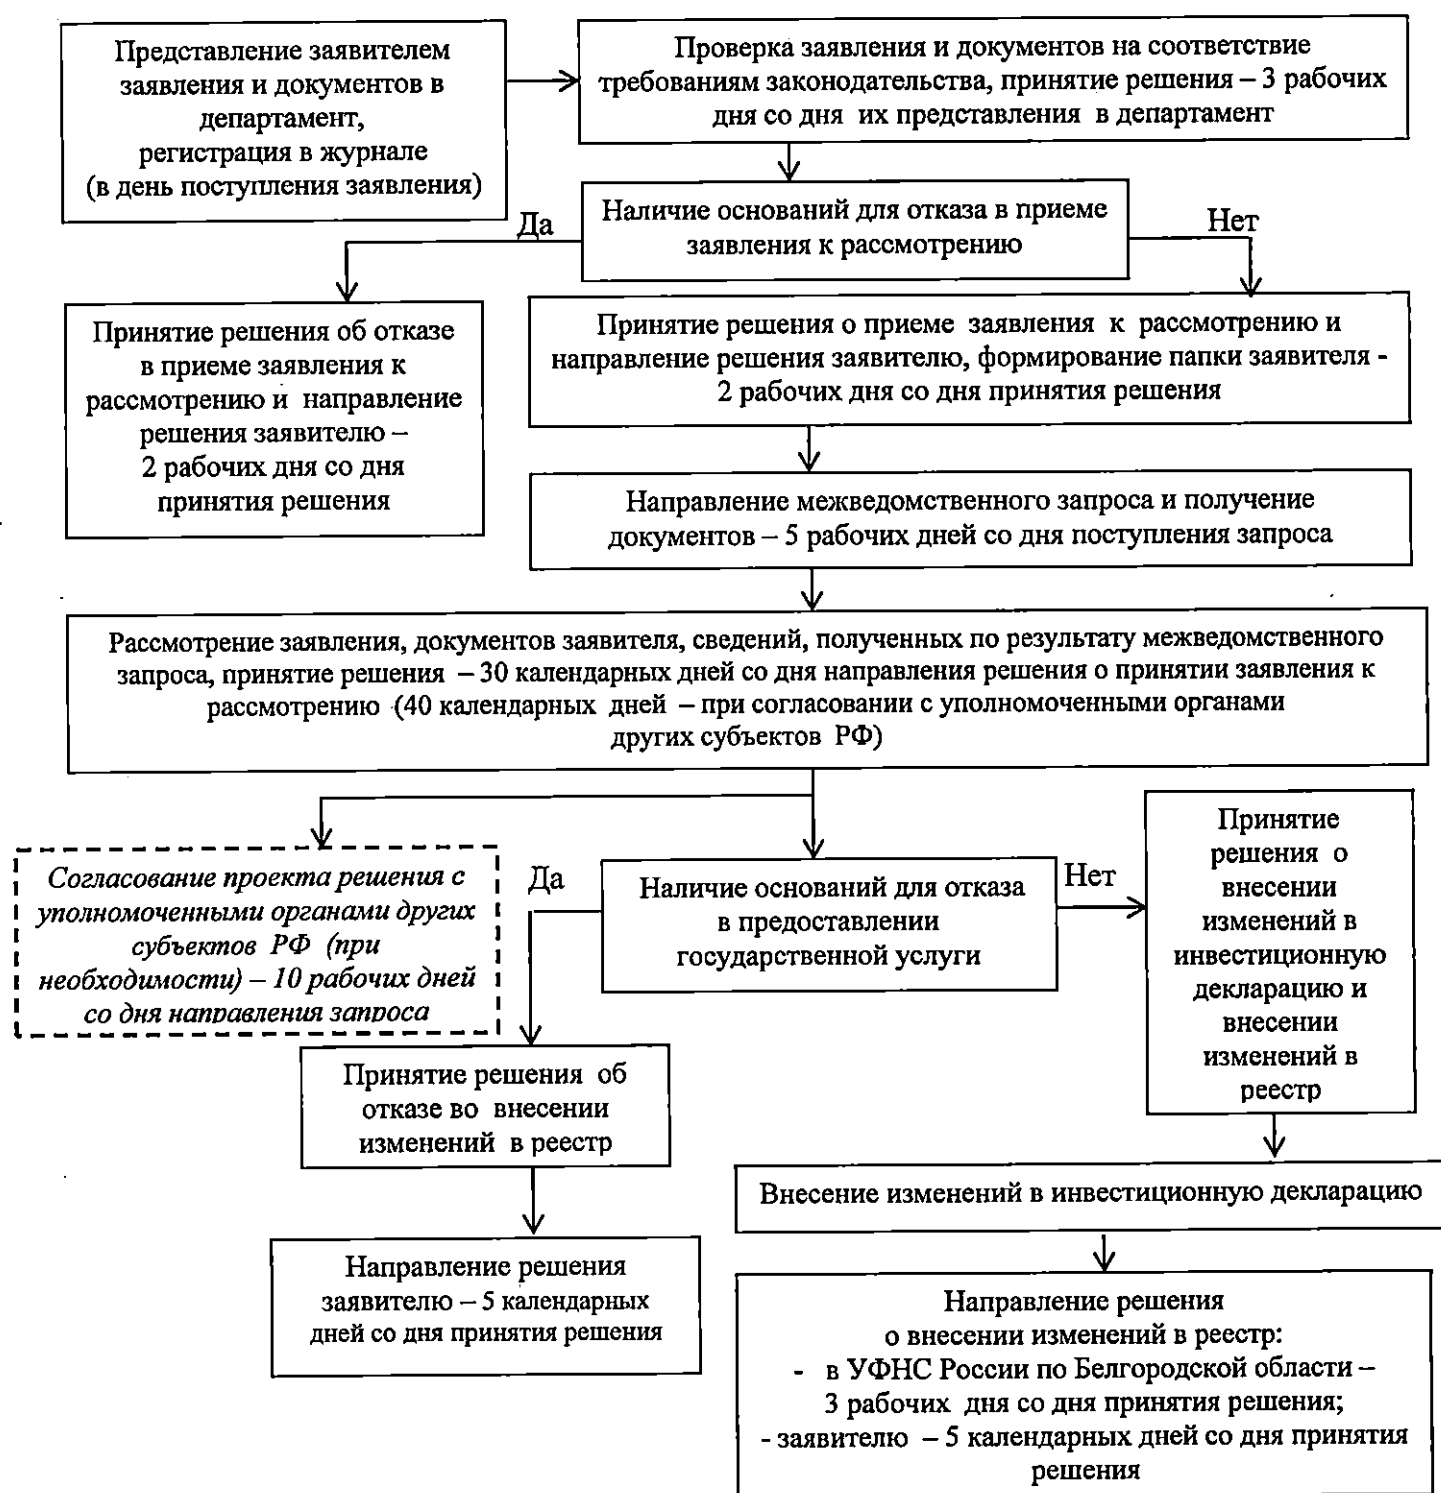 Представление заявителем
заявления и документов в
департамент,
регистрация в журнале
(в день поступления заявления)
Проверка заявления и документов на соответствие
требованиям законодательства, принятие решения – 3 рабочих
дня со дня их представления в департамент
Наличие оснований для отказа в приеме
заявления к рассмотрению
Да
Нет
Принятие решения об отказе
в приеме заявления к
рассмотрению и направление
решения заявителю –
2 рабочих дня со дня
принятия решения
Принятие решения о приеме заявления к рассмотрению и
направление решения заявителю, формирование папки заявителя -
2 рабочих дня со дня принятия решения
Направление межведомственного запроса и получение
документов – 5 рабочих дней со дня поступления запроса
Рассмотрение заявления, документов заявителя, сведений, полученных по результату межведомственного
запроса, принятие решения – 30 календарных дней со дня направления решения о принятии заявления к
рассмотрению (40 календарных дней – при согласовании с уполномоченными органами
других субъектов РФ)
Согласование проекта решения с
уполномоченными органами других
субъектов РФ (при
необходимости) – 10 рабочих дней
со дня направления запроса
Да
Наличие оснований для отказа
в предоставлении
государственной услуги
Нет
Принятие
решения о
внесении
изменений в
инвестиционную
декларацию и
внесении
изменений в
реестр
Принятие решения об
отказе во внесении
изменений в реестр
Внесение изменений в инвестиционную декларацию
Направление решения
заявителю – 5 календарных
дней со дня принятия решения
Направление решения
о внесении изменений в реестр:
- в УФНС России по Белгородской области –
3 рабочих дня со дня принятия решения;
- заявителю – 5 календарных дней со дня принятия
решения